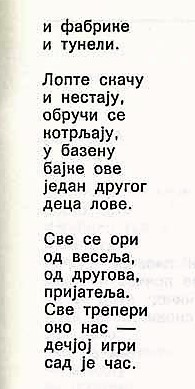 и фабрике
и тунели.

Лопте скачу
и нестају,
обручи се
котрљају,
у базену
бајке ове
један другог
деца лове.

Све се ори
од весеља,
од другова,
пријатеља.
Све трепери
око нас —
дечјој игри
сад је час.